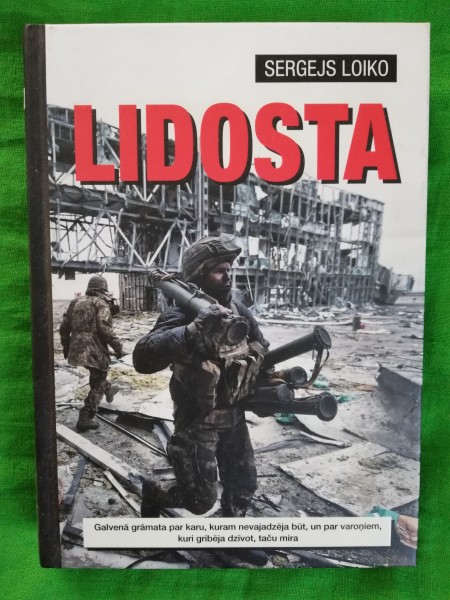 SERGEJS LOIKO
LIDOSTA
Galvenā grāmata par karu, kuram nevajadzēja būt, un par varoņiem,
kuri gribēja dzīvot, taču mira